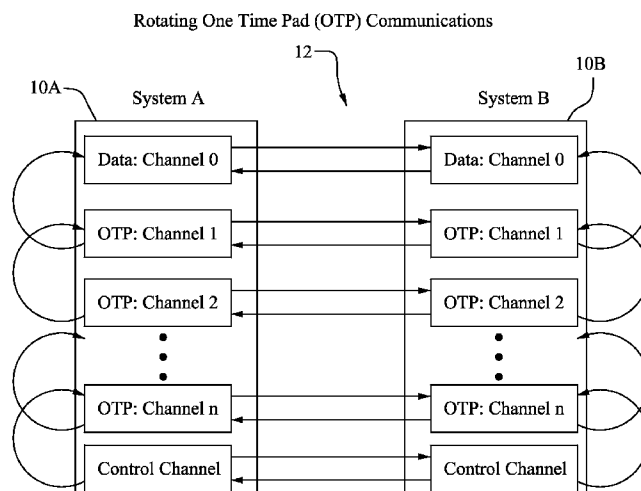 Rotating One Time Pad (OTP) Communications
12
10A
10B
System A
System B
Data: Channel 0
Data: Channel 0
OTP: Channel 1
OTP: Channel 1
OTP: Channel 2
OTP: Channel 2
OTP: Channel n
OTP: Channel n
Control Channel
Control Channel